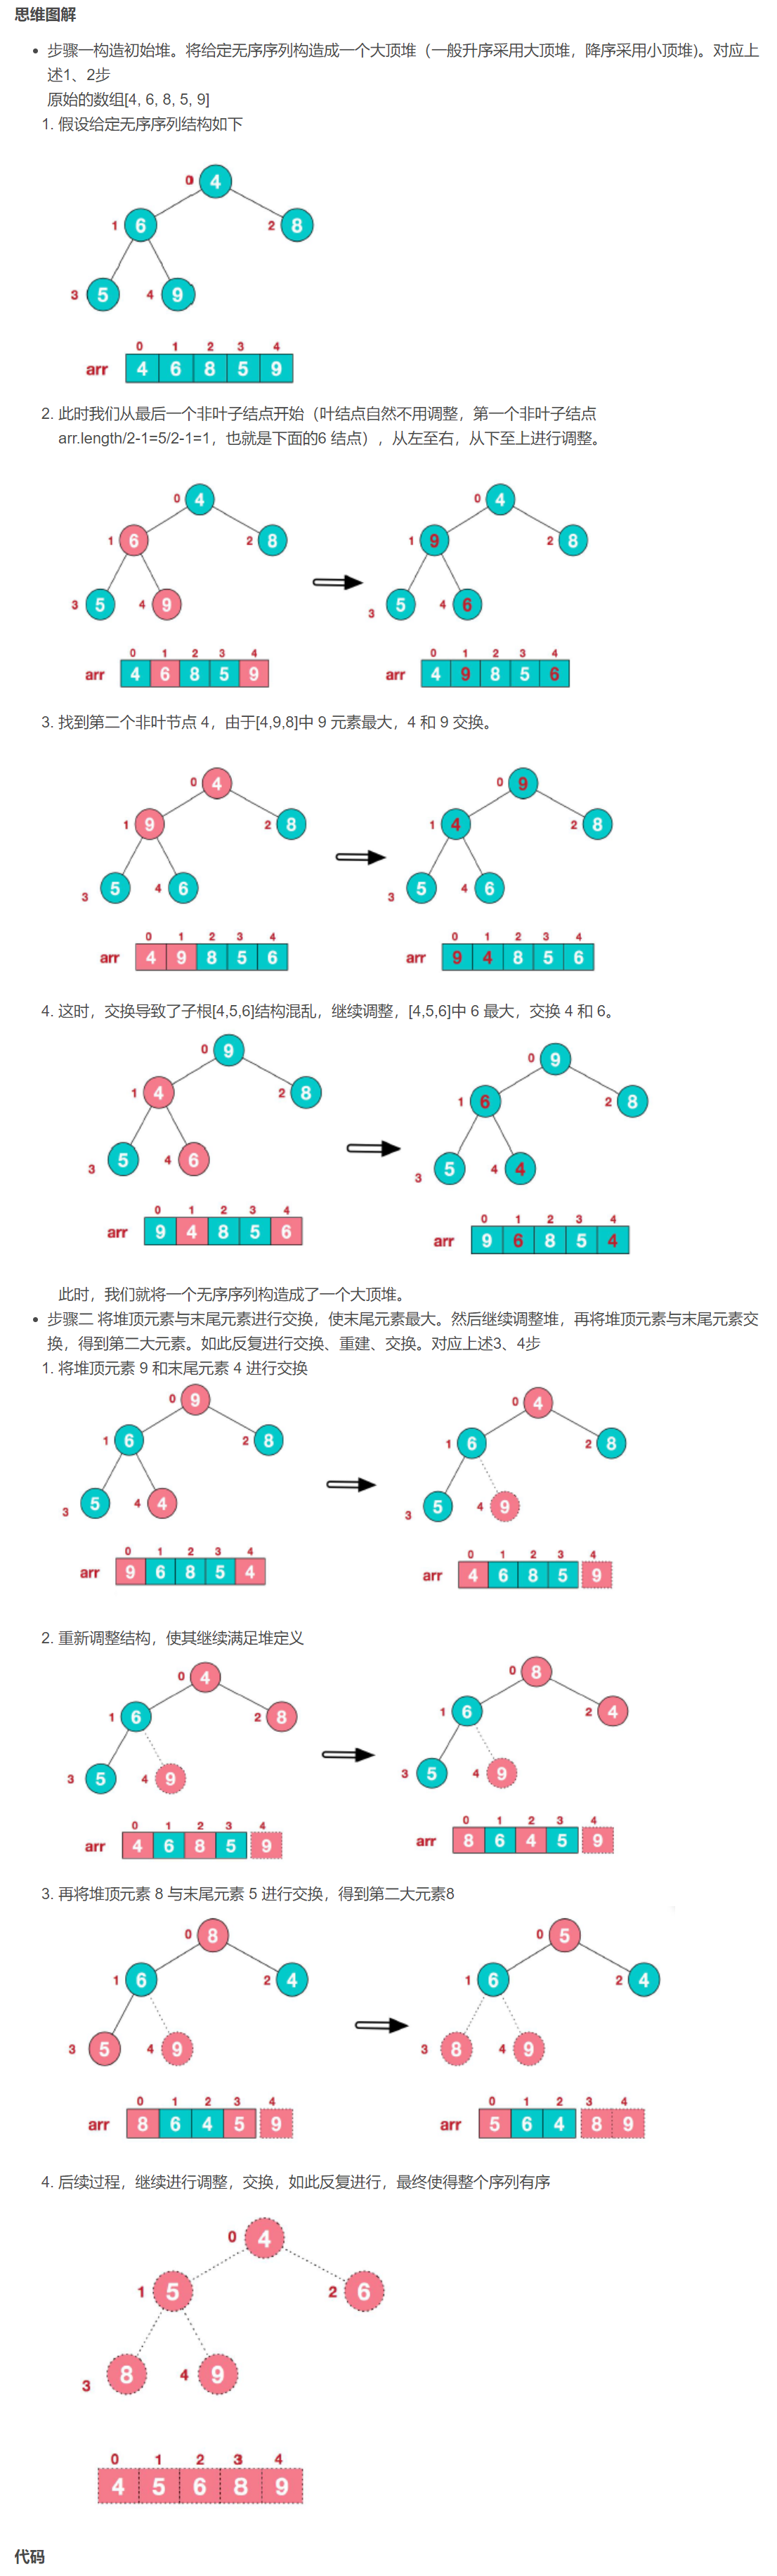 思维图解
步骤一构造初始堆。将给定无序序列构造成一个大顶堆（一般升序采用大顶堆，降序采用小顶堆)。对应上
述1、2步
原始的数组[4, 6, 8, 5, 9]
1. 假设给定无序序列结构如下
0 4
1 6 2 8
3 5 4 9
0 1 2 3 4
arr 4 6 8 5 9
2. 此时我们从最后一个非叶子结点开始（叶结点自然不用调整，第一个非叶子结点
arr.length/2-1=5/2-1=1，也就是下面的6 结点），从左至右，从下至上进行调整。
0 4 0 4
1 6 2 8 1 9 2 8
3 5 4 9 3 5 4 6
0 1 2 3 4 0 1 2 3 4
arr 4 6 8 5 9 arr 4 9 8 5 6
3. 找到第二个非叶节点 4，由于[4,9,8]中 9 元素最大，4 和 9 交换。
0 4 0 9
1 9 2 8 1 4 2 8
3 5 4 6 3 5 4 6
0 1 2 3 4 0 1 2 3 4
arr 4 9 8 5 6 arr 9 4 8 5 6
4. 这时，交换导致了子根[4,5,6]结构混乱，继续调整，[4,5,6]中 6 最大，交换 4 和 6。
0 9 0 9
1 4 2 8 1 6 2 8
3 5 4 6 3 5 4 4
0 1 2 3 4 0 1 2 3 4
arr 9 4 8 5 6 arr 9 6 8 5 4
此时，我们就将一个无序序列构造成了一个大顶堆。
步骤二 将堆顶元素与末尾元素进行交换，使末尾元素最大。然后继续调整堆，再将堆顶元素与末尾元素交
换，得到第二大元素。如此反复进行交换、重建、交换。对应上述3、4步
1. 将堆顶元素 9 和末尾元素 4 进行交换
0 9 0 4
1 6 2 8 1 6 2 8
3 5 4 4 3 5 4 9
0 1 2 3 4 0 1 2 3 4
arr 9 6 8 5 4 arr 4 6 8 5 9
2. 重新调整结构，使其继续满足堆定义
0 4 0 8
1 6 2 8 1 6 2 4
3 5 4 9 3 5 4 9
0 1 2 3 4 0 1 2 3 4
arr 4 6 8 5 9 arr 8 6 4 5 9
3. 再将堆顶元素 8 与末尾元素 5 进行交换，得到第二大元素8
0 8 0 5
1 6 2 4 1 6 2 4
3 5 4 9 3 8 4 9
0 1 2 3 4 0 1 2 3 4
arr 8 6 4 5 9 arr 5 6 4 8 9
4. 后续过程，继续进行调整，交换，如此反复进行，最终使得整个序列有序
0 4
1 5 2 6
3 8 4 9
0 1 2 3 4
4 5 6 8 9
代码